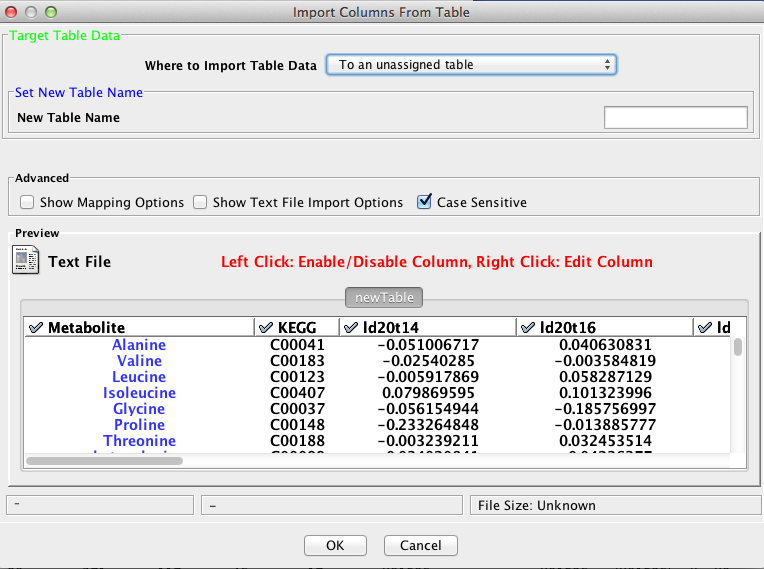 Import Columns From Table
Target Table Data
Where to Import Table Data To an unassigned table
Set New Table Name
New Table Name
Advanced
Show Mapping Options Show Text File Import Options Case Sensitive
Preview
Text File Left Click: Enable/Disable Column, Right Click: Edit Column
newTable
Metabolite KEGG ld20t14 ld20t16 ld
Alanine C00041 -0.051006717 0.040630831
Valine C00183 -0.02540285 -0.003584819
Leucine C00123 -0.005917869 0.058287129
Isoleucine C00407 0.079869595 0.101323996
Glycine C00037 -0.056154944 -0.185756997
Proline C00148 -0.233264848 -0.013885777
Threonine C00188 -0.003239211 0.032453514
- - File Size: Unknown
OK Cancel